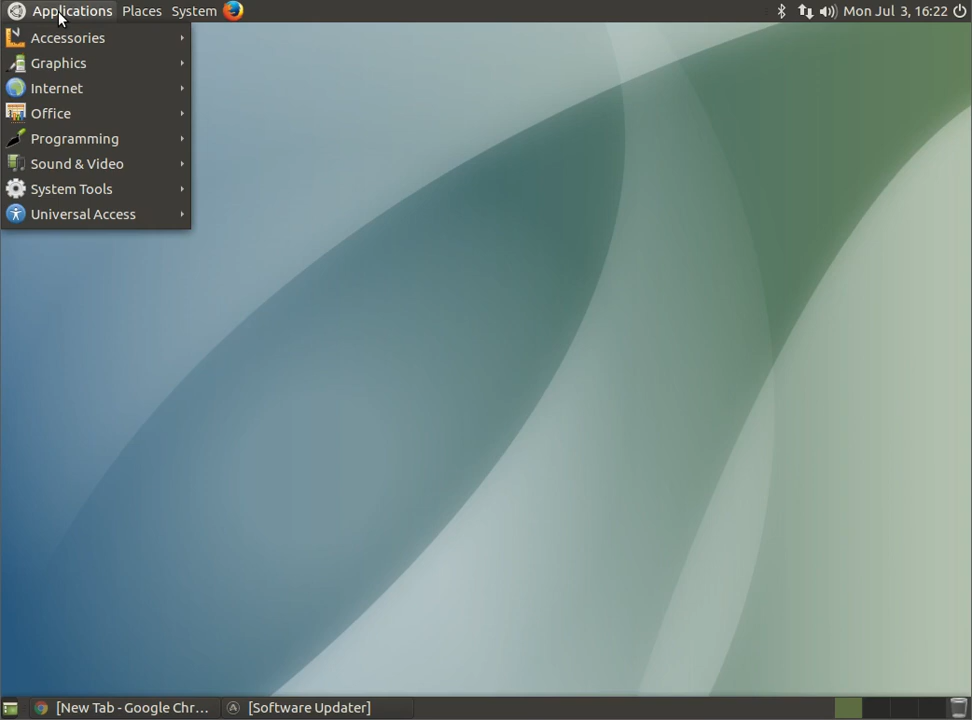 Applications Places System Mon Jul 3, 16:22
Accessories
Graphics
Internet
Office
Programming
Sound & Video
System Tools
Universal Access
[New Tab - Google Chr... [Software Updater]